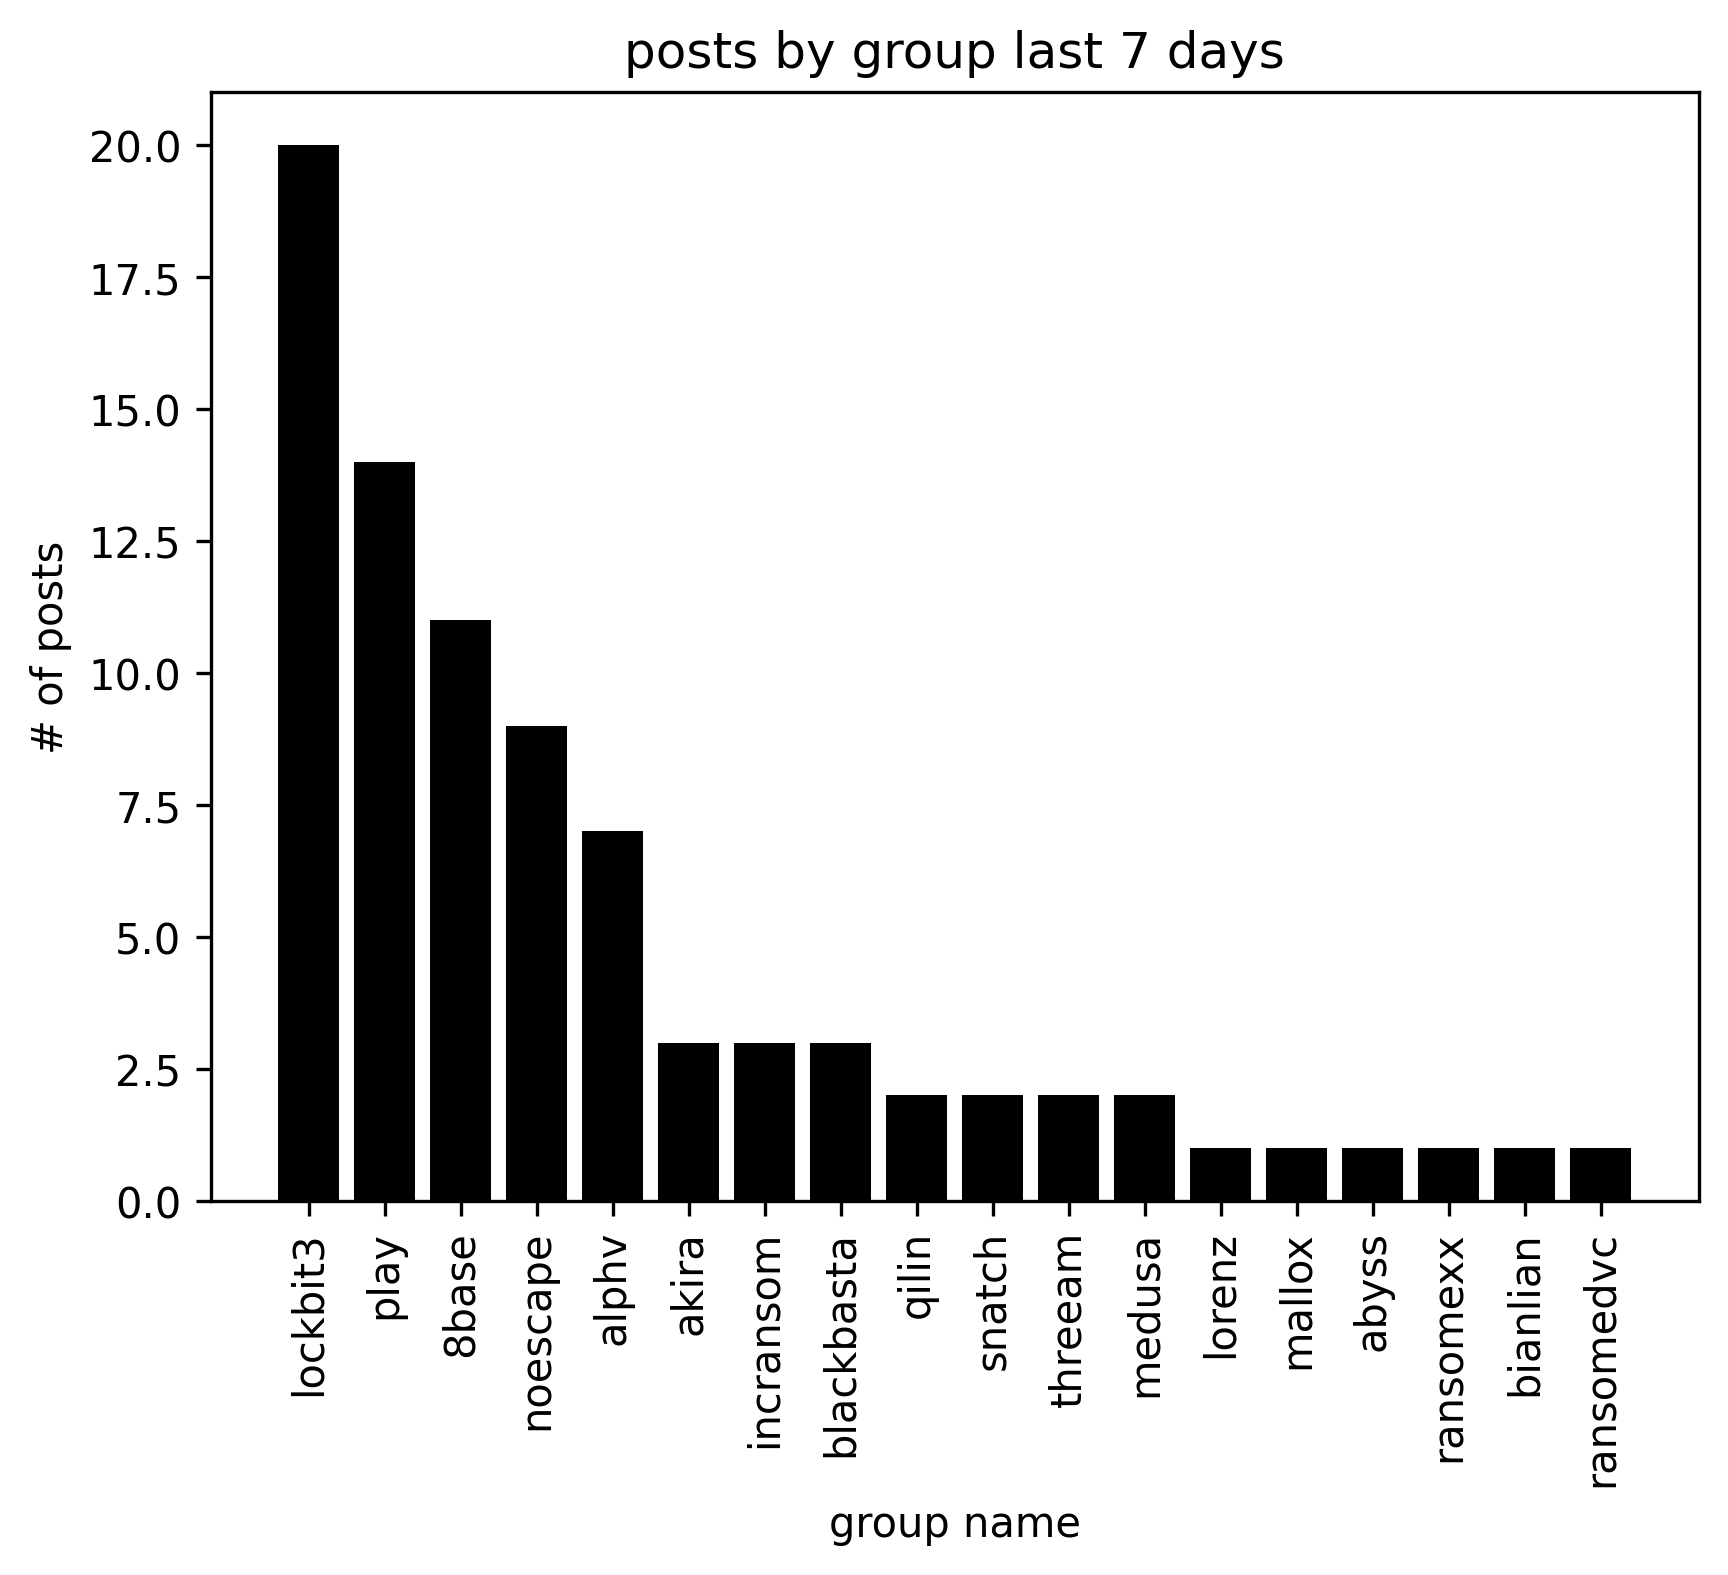 posts by group last 7 days
# of posts
20.0
17.5
15.0
12.5
10.0
7.5
5.0
2.5
0.0
lockbit3
play
8base
noescape
alphv
akira
incransom
blackbasta
qilin
snatch
threeam
medusa
lorenz
mallox
abyss
ransomexx
bianlian
ransomedvc
group name